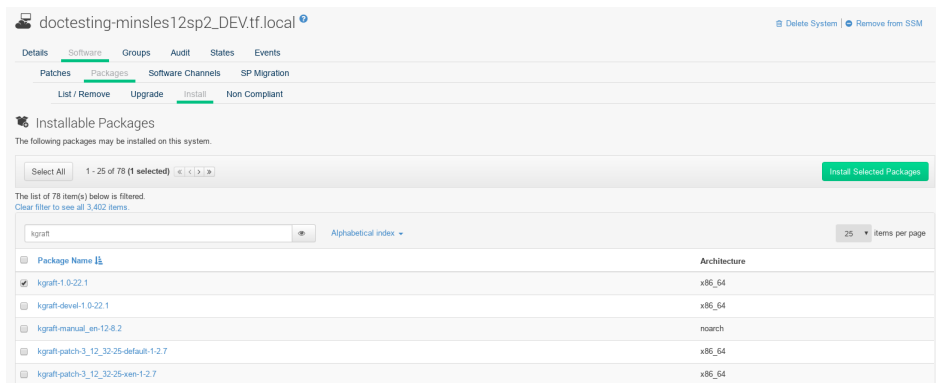 doctesting-minsles12sp2_DEV.tf.local ?
Delete System | Remove from SSM
Details Software Groups Audit States Events
Patches Packages Software Channels SP Migration
List / Remove Upgrade Install Non Compliant
Installable Packages
The following packages may be installed on this system.
Select All 1 - 25 of 78 (1 selected) « < > » Install Selected Packages
The list of 78 item(s) below is filtered.
Clear filter to see all 3,402 items.
kgraft Alphabetical index 25 items per page
Package Name Architecture
kgraft-1.0-22.1 x86_64
kgraft-devel-1.0-22.1 x86_64
kgraft-manual_en-12-8.2 noarch
kgraft-patch-3_12_32-25-default-1-2.7 x86_64
kgraft-patch-3_12_32-25-xen-1-2.7 x86_64